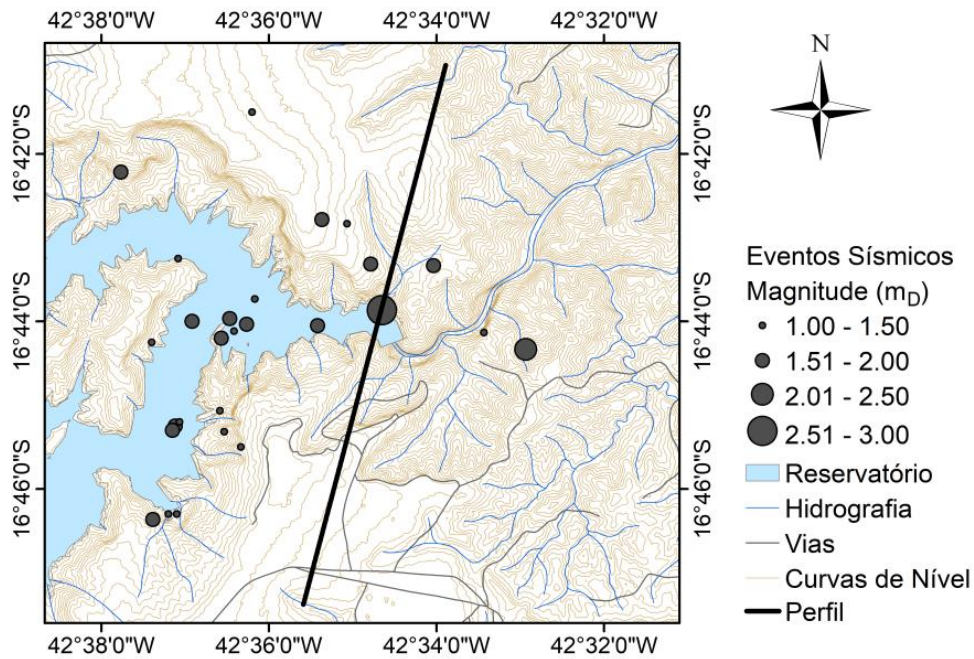 42°38'0"W 42°36'0"W 42°34'0"W 42°32'0"W
N
16°42'0"S 16°42'0"S
16°44'0"S 16°44'0"S
16°46'0"S 16°46'0"S
42°38'0"W 42°36'0"W 42°34'0"W 42°32'0"W
Eventos Sísmicos
Magnitude (mD)
1.00 - 1.50
1.51 - 2.00
2.01 - 2.50
2.51 - 3.00
Reservatório
Hidrografia
Vias
Curvas de Nível
Perfil